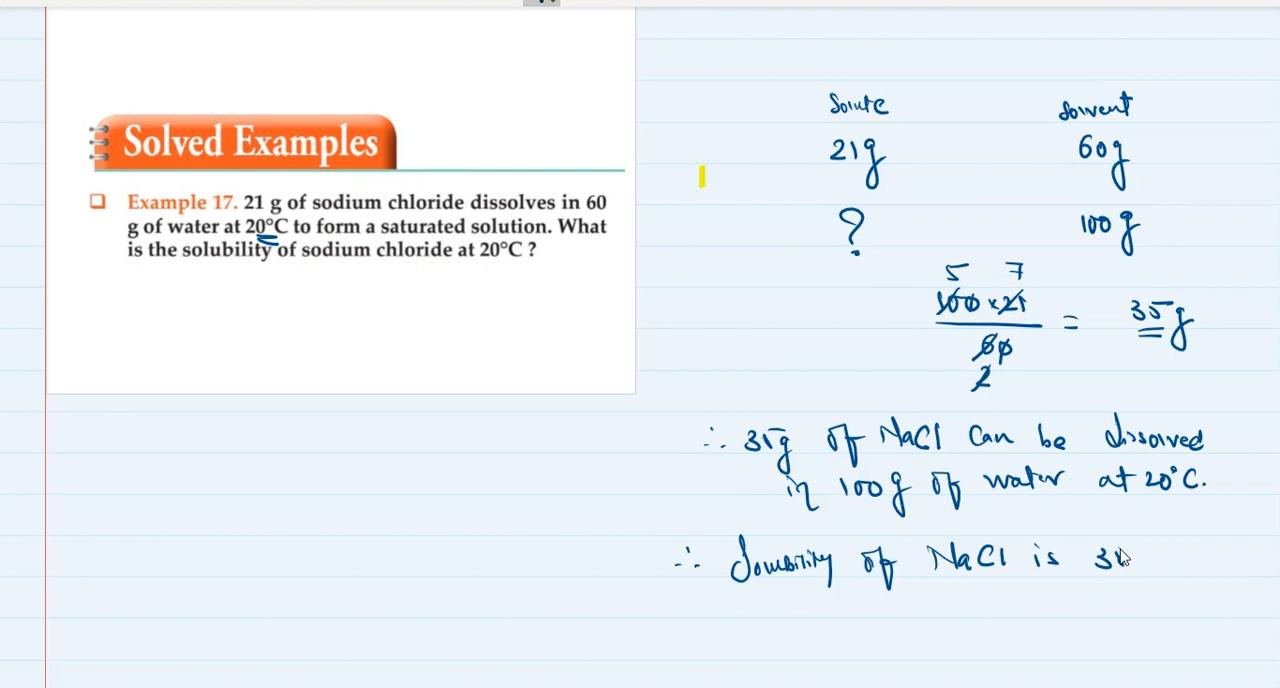 Solved Examples
❑ Example 17. 21 g of sodium chloride dissolves in 60
g of water at 20°C to form a saturated solution. What
is the solubility of sodium chloride at 20°C ?
Solute Solvent
21g 60g
? 100g
5 7
100 × 21
60
2
= 35g
∴ 35g of NaCl can be dissolved
in 100g of water at 20°C.
∴ Solubility of NaCl is 35